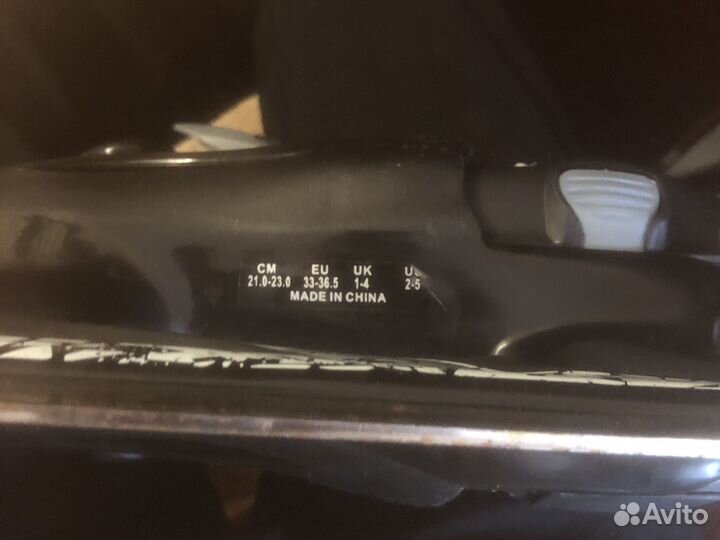 CM EU UK
21.0-23.0 33-36.5 1-4 2-5
MADE IN CHINA
Avito